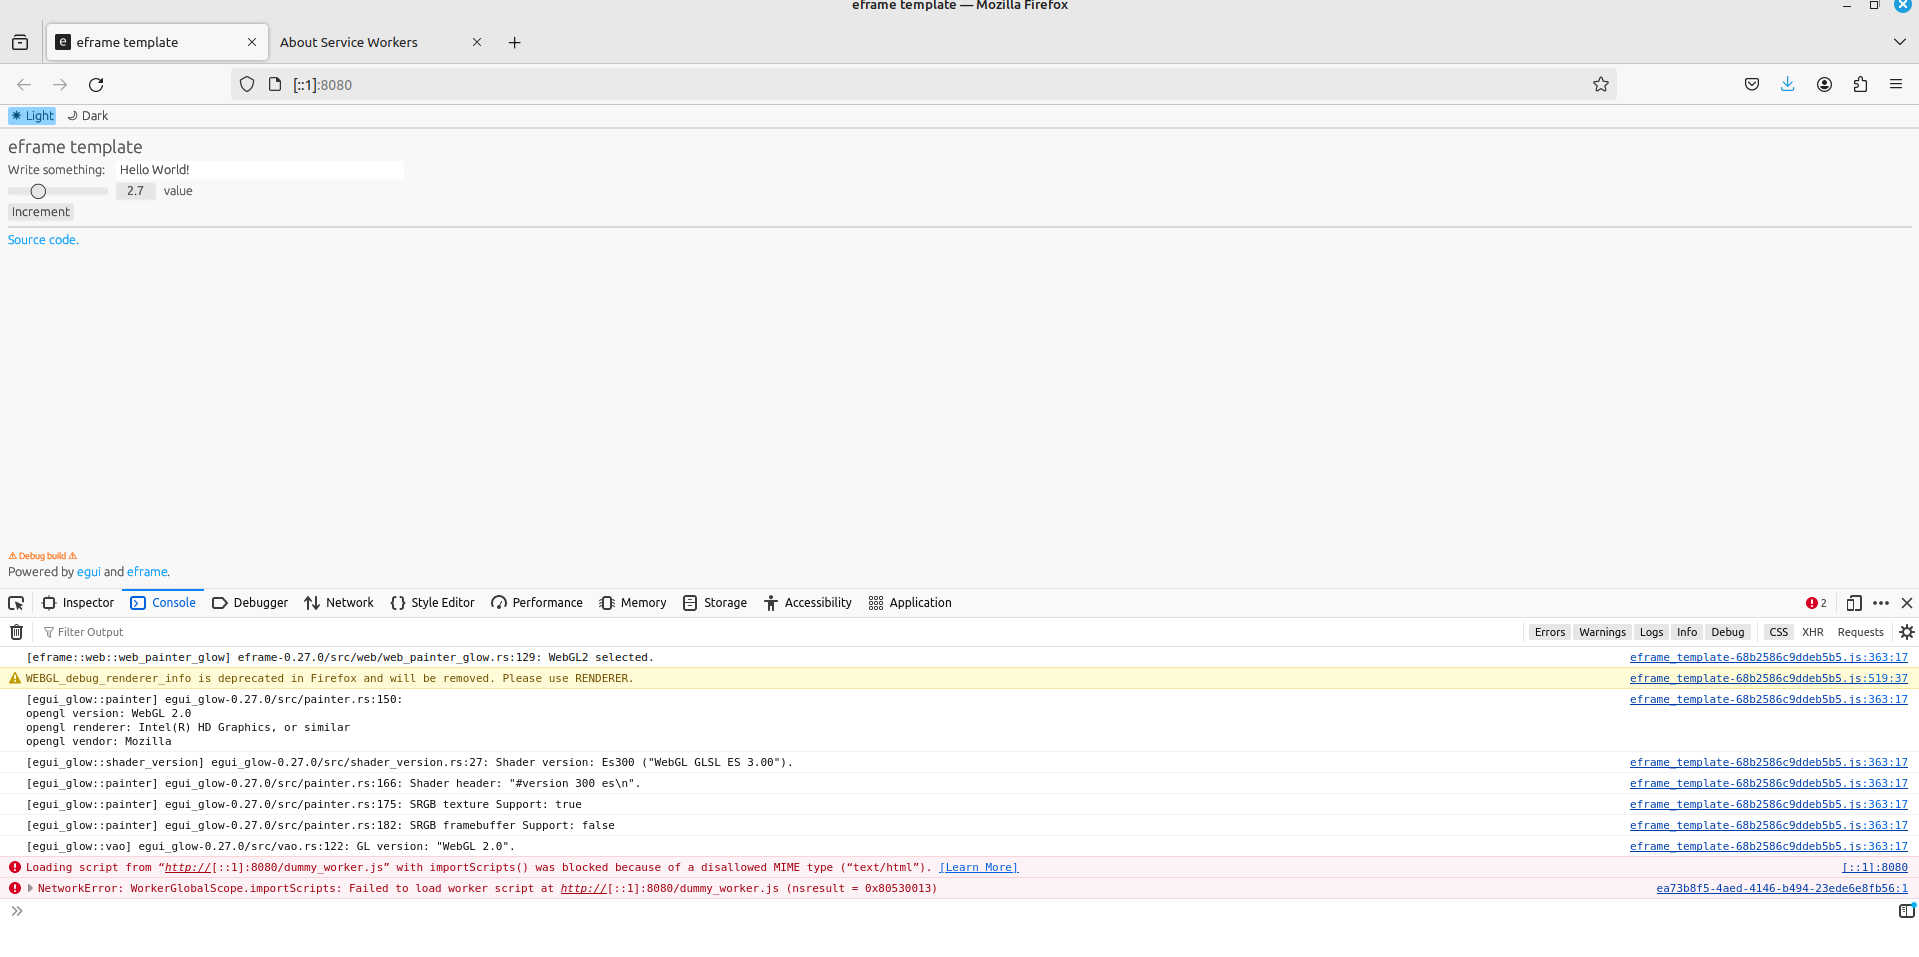 eframe template — Mozilla Firefox
eframe template
About Service Workers
[::1]:8080
Light Dark
eframe template
Write something: Hello World!
2.7 value
Increment
Source code.
⚠ Debug build ⚠
Powered by egui and eframe.
Inspector Console Debugger Network Style Editor Performance Memory Storage Accessibility Application 2
Filter Output Errors Warnings Logs Info Debug CSS XHR Requests
[eframe::web::web_painter_glow] eframe-0.27.0/src/web/web_painter_glow.rs:129: WebGL2 selected. eframe_template-68b2586c9ddeb5b5.js:363:17
WEBGL_debug_renderer_info is deprecated in Firefox and will be removed. Please use RENDERER. eframe_template-68b2586c9ddeb5b5.js:519:37
[egui_glow::painter] egui_glow-0.27.0/src/painter.rs:150: eframe_template-68b2586c9ddeb5b5.js:363:17
opengl version: WebGL 2.0
opengl renderer: Intel(R) HD Graphics, or similar
opengl vendor: Mozilla
[egui_glow::shader_version] egui_glow-0.27.0/src/shader_version.rs:27: Shader version: Es300 ("WebGL GLSL ES 3.00"). eframe_template-68b2586c9ddeb5b5.js:363:17
[egui_glow::painter] egui_glow-0.27.0/src/painter.rs:166: Shader header: "#version 300 es\n". eframe_template-68b2586c9ddeb5b5.js:363:17
[egui_glow::painter] egui_glow-0.27.0/src/painter.rs:175: SRGB texture Support: true eframe_template-68b2586c9ddeb5b5.js:363:17
[egui_glow::painter] egui_glow-0.27.0/src/painter.rs:182: SRGB framebuffer Support: false eframe_template-68b2586c9ddeb5b5.js:363:17
[egui_glow::vao] egui_glow-0.27.0/src/vao.rs:122: GL version: "WebGL 2.0". eframe_template-68b2586c9ddeb5b5.js:363:17
Loading script from “http://[::1]:8080/dummy_worker.js” with importScripts() was blocked because of a disallowed MIME type (“text/html”). [Learn More] [::1]:8080
NetworkError: WorkerGlobalScope.importScripts: Failed to load worker script at http://[::1]:8080/dummy_worker.js (nsresult = 0x80530013) ea73b8f5-4aed-4146-b494-23ede6e8fb56:1